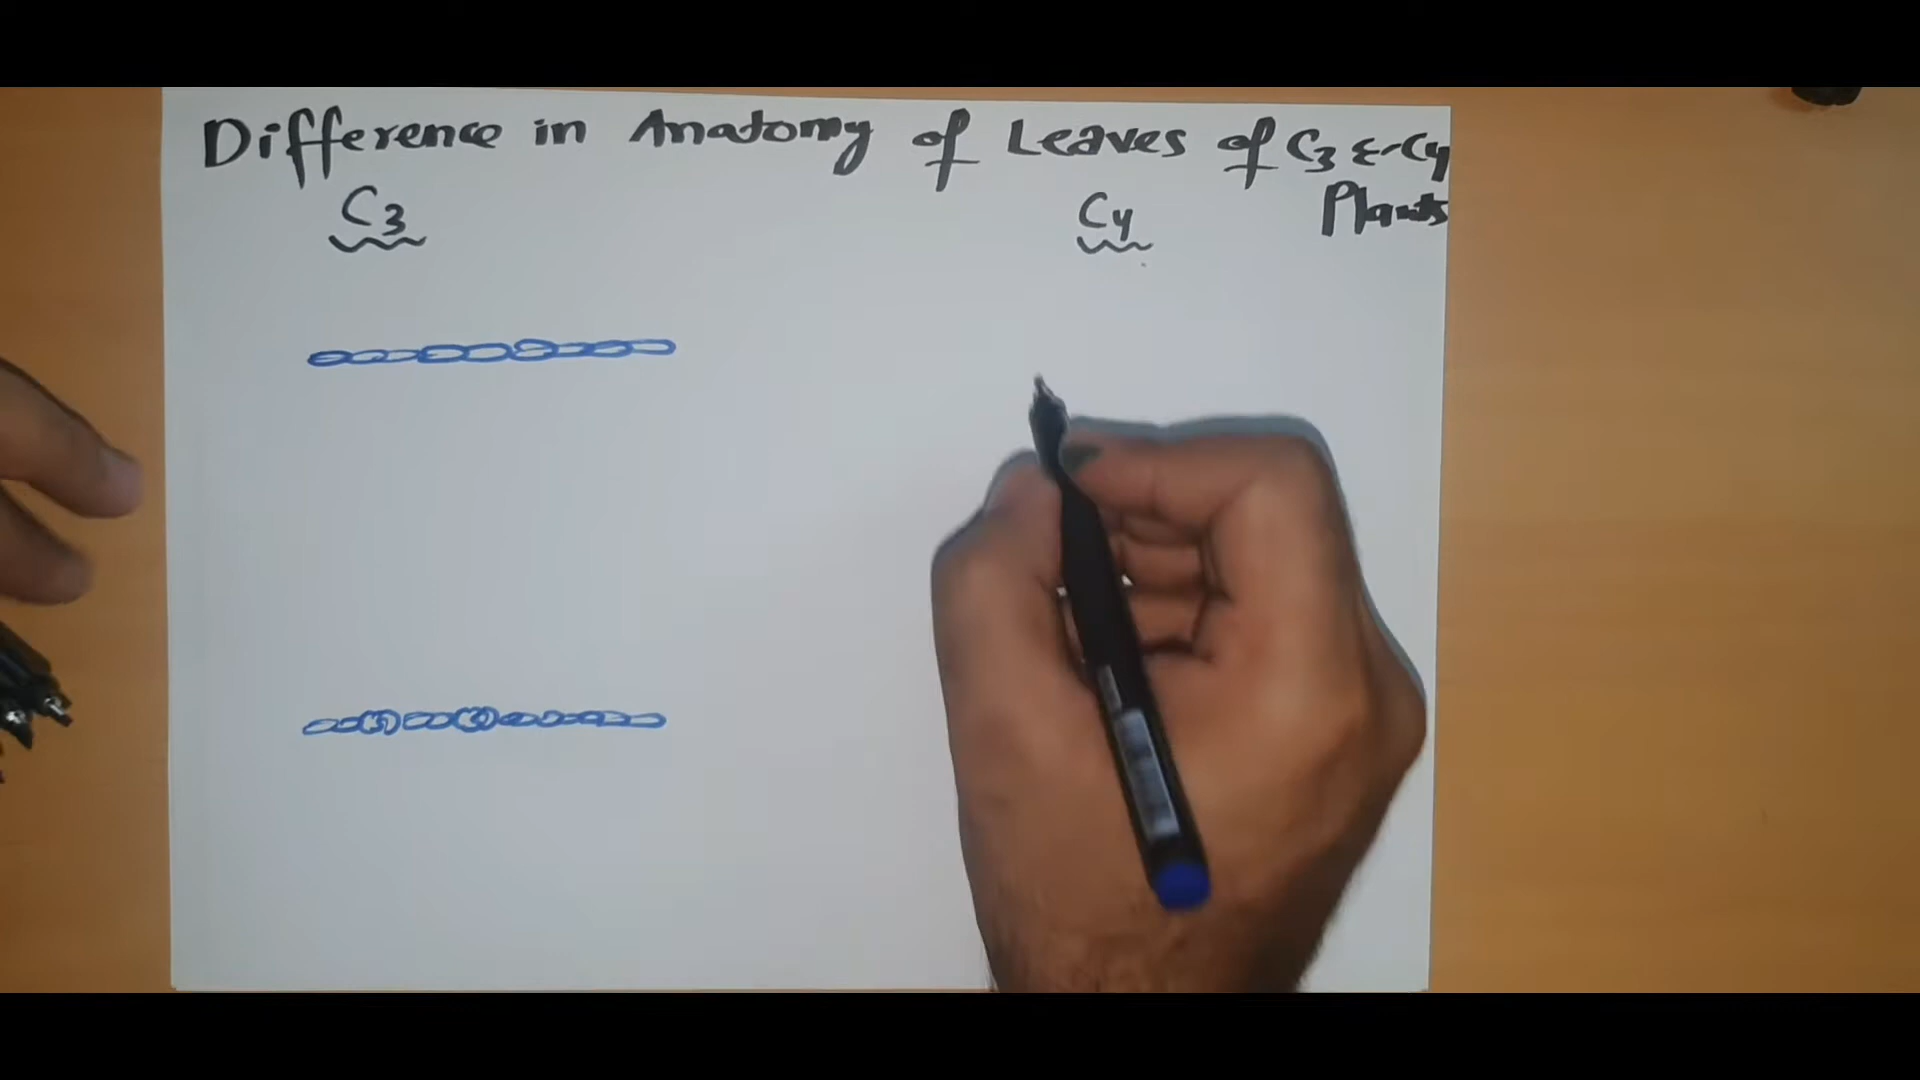 Difference in Anatomy of Leaves of C3 & C4
Plants
C3
C4